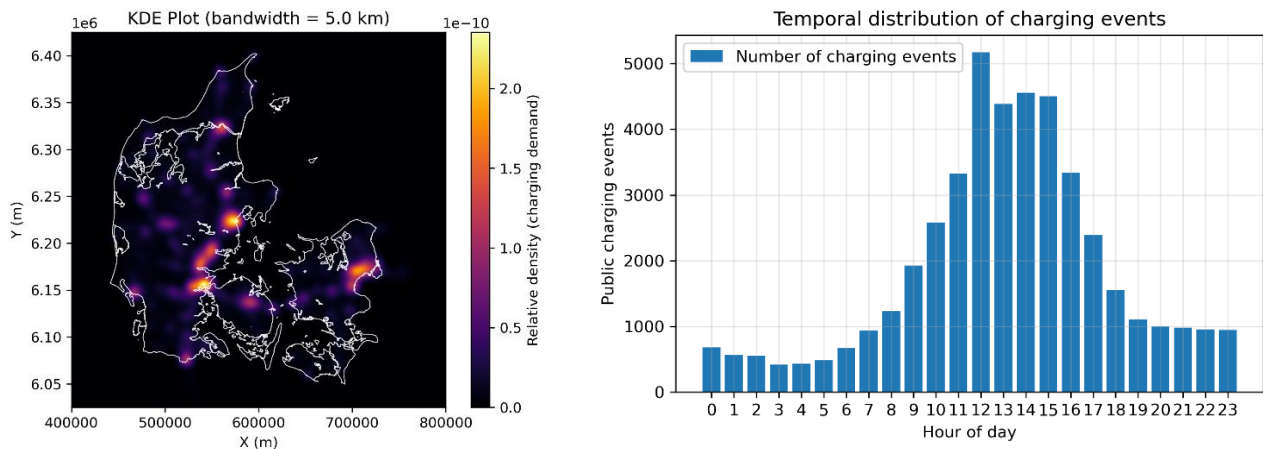 KDE Plot (bandwidth = 5.0 km)
1e6
1e−10
6.40
6.35
6.30
6.25
6.20
6.15
6.10
6.05
Y (m)
400000 500000 600000 700000 800000
X (m)
2.0
1.5
1.0
0.5
0.0
Relative density (charging demand)
Temporal distribution of charging events
Number of charging events
5000
4000
3000
2000
1000
0
Public charging events
0 1 2 3 4 5 6 7 8 9 10 11 12 13 14 15 16 17 18 19 20 21 22 23
Hour of day